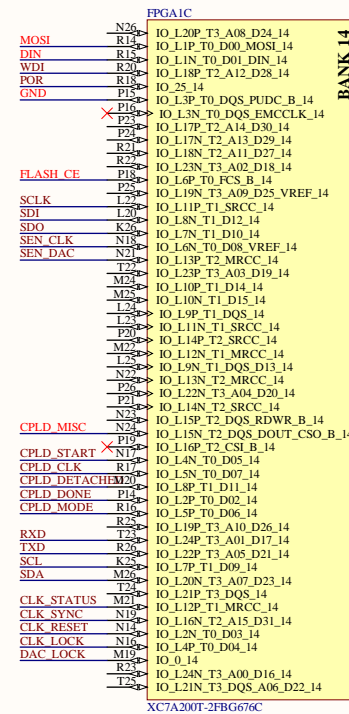 FPGA1C
BANK 14
N26 IO_L20P_T3_A08_D24_14
MOSI R14 IO_L1P_T0_D00_MOSI_14
DIN R15 IO_L1N_T0_D01_DIN_14
WDI R20 IO_L18P_T2_A12_D28_14
POR R18 IO_25_14
GND P15 IO_L3P_T0_DQS_PUDC_B_14
P16 IO_L3N_T0_DQS_EMCCLK_14
P23 IO_L17P_T2_A14_D30_14
P24 IO_L17N_T2_A13_D29_14
R21 IO_L18N_T2_A11_D27_14
R22 IO_L23N_T3_A02_D18_14
FLASH_CE P18 IO_L6P_T0_FCS_B_14
P25 IO_L19N_T3_A09_D25_VREF_14
SCLK L22 IO_L11P_T1_SRCC_14
SDI L20 IO_L8N_T1_D12_14
SDO K26 IO_L7N_T1_D10_14
SEN_CLK N18 IO_L6N_T0_D08_VREF_14
SEN_DAC N21 IO_L13P_T2_MRCC_14
T22 IO_L23P_T3_A03_D19_14
M24 IO_L10P_T1_D14_14
M25 IO_L10N_T1_D15_14
L24 IO_L9P_T1_DQS_14
L23 IO_L11N_T1_SRCC_14
P20 IO_L14P_T2_SRCC_14
M22 IO_L12N_T1_MRCC_14
L25 IO_L9N_T1_DQS_D13_14
N22 IO_L13N_T2_MRCC_14
P26 IO_L22N_T3_A04_D20_14
P21 IO_L14N_T2_SRCC_14
N23 IO_L15P_T2_DQS_RDWR_B_14
CPLD_MISC N24 IO_L15N_T2_DQS_DOUT_CSO_B_14
P19 IO_L16P_T2_CSI_B_14
CPLD_START N17 IO_L4N_T0_D05_14
CPLD_CLK R17 IO_L5N_T0_D07_14
CPLD_DETACHED M20 IO_L8P_T1_D11_14
CPLD_DONE P14 IO_L2P_T0_D02_14
CPLD_MODE R16 IO_L5P_T0_D06_14
R25 IO_L19P_T3_A10_D26_14
RXD T23 IO_L24P_T3_A01_D17_14
TXD R26 IO_L22P_T3_A05_D21_14
SCL K25 IO_L7P_T1_D09_14
SDA M26 IO_L20N_T3_A07_D23_14
T24 IO_L21P_T3_DQS_14
CLK_STATUS M21 IO_L12P_T1_MRCC_14
CLK_SYNC N19 IO_L16N_T2_A15_D31_14
CLK_RESET N14 IO_L2N_T0_D03_14
CLK_LOCK N16 IO_L4P_T0_D04_14
DAC_LOCK M19 IO_0_14
R23 IO_L24N_T3_A00_D16_14
T25 IO_L21N_T3_DQS_A06_D22_14
XC7A200T-2FBG676C